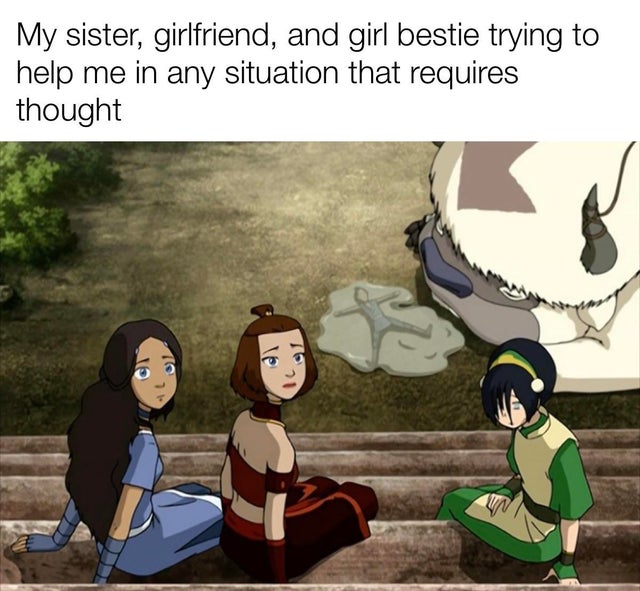 My sister, girlfriend, and girl bestie trying to
help me in any situation that requires
thought